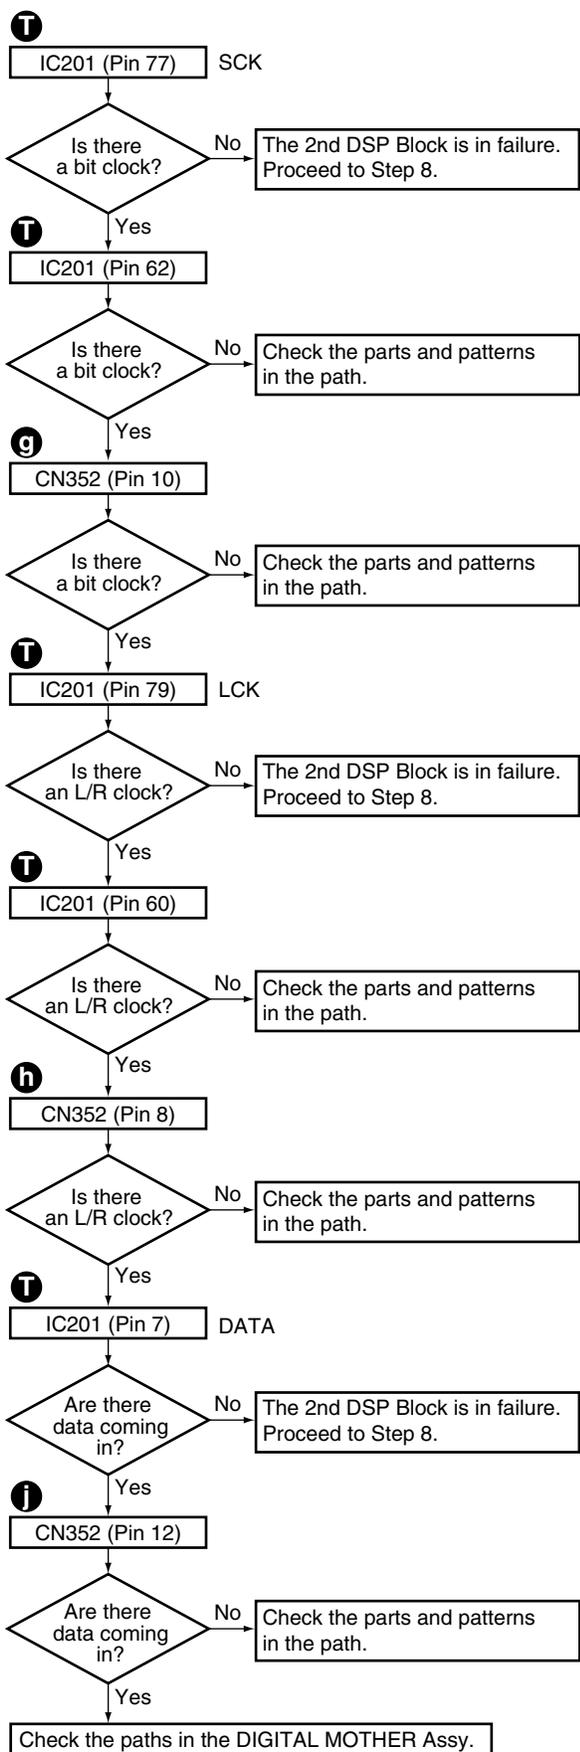 T
IC201 (Pin 77) SCK
Is there
a bit clock?
No
The 2nd DSP Block is in failure.
Proceed to Step 8.
Yes
T
IC201 (Pin 62)
Is there
a bit clock?
No
Check the parts and patterns
in the path.
Yes
g
CN352 (Pin 10)
Is there
a bit clock?
No
Check the parts and patterns
in the path.
Yes
T
IC201 (Pin 79) LCK
Is there
an L/R clock?
No
The 2nd DSP Block is in failure.
Proceed to Step 8.
Yes
T
IC201 (Pin 60)
Is there
an L/R clock?
No
Check the parts and patterns
in the path.
Yes
h
CN352 (Pin 8)
Is there
an L/R clock?
No
Check the parts and patterns
in the path.
Yes
T
IC201 (Pin 7) DATA
Are there
data coming
in?
No
The 2nd DSP Block is in failure.
Proceed to Step 8.
Yes
j
CN352 (Pin 12)
Are there
data coming
in?
No
Check the parts and patterns
in the path.
Yes
Check the paths in the DIGITAL MOTHER Assy.